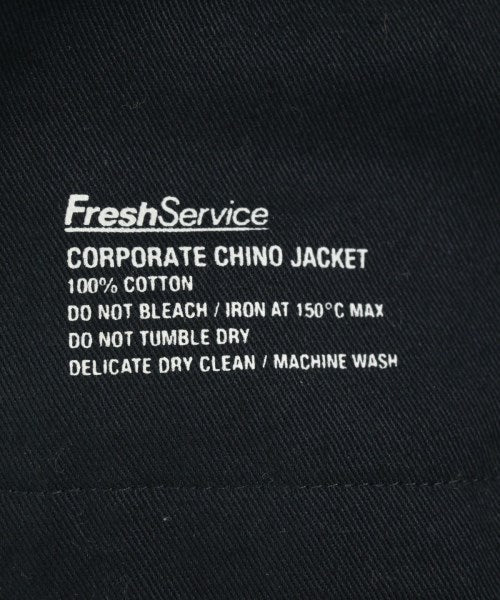 FreshService
CORPORATE CHINO JACKET
100% COTTON
DO NOT BLEACH / IRON AT 150°C MAX
DO NOT TUMBLE DRY
DELICATE DRY CLEAN / MACHINE WASH